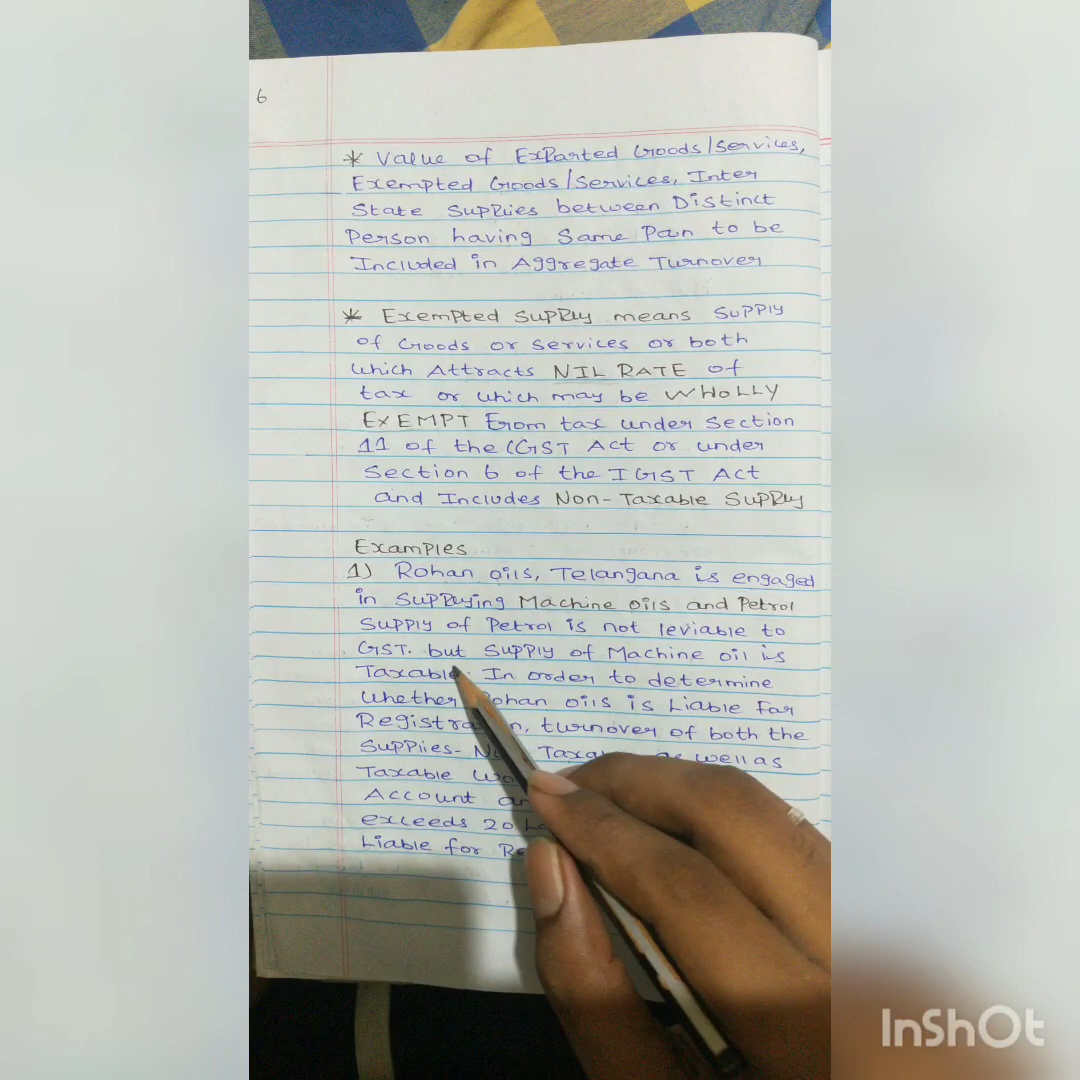 6
* Value of Exported Goods/Services,
Exempted Goods/Services, Inter
State Supplies between Distinct
Person having Same Pan to be
Included in Aggregate Turnover
* Exempted Supply means Supply
of Goods or Services or both
which Attracts NIL RATE of
tax or which may be WHOLLY
EXEMPT From tax under Section
11 of the CGST Act or under
Section 6 of the IGST Act
and Includes Non-Taxable Supply
Examples
1) Rohan oils, Telangana is engaged
in Supplying Machine oils and Petrol
Supply of Petrol is not leviable to
GST. but Supply of Machine oil is
Taxable. In order to determine
whether Rohan oils is Liable For
turnover of both the
Supplies- as well as
Taxable
Account
exceeds 20
Liable for
InShOt